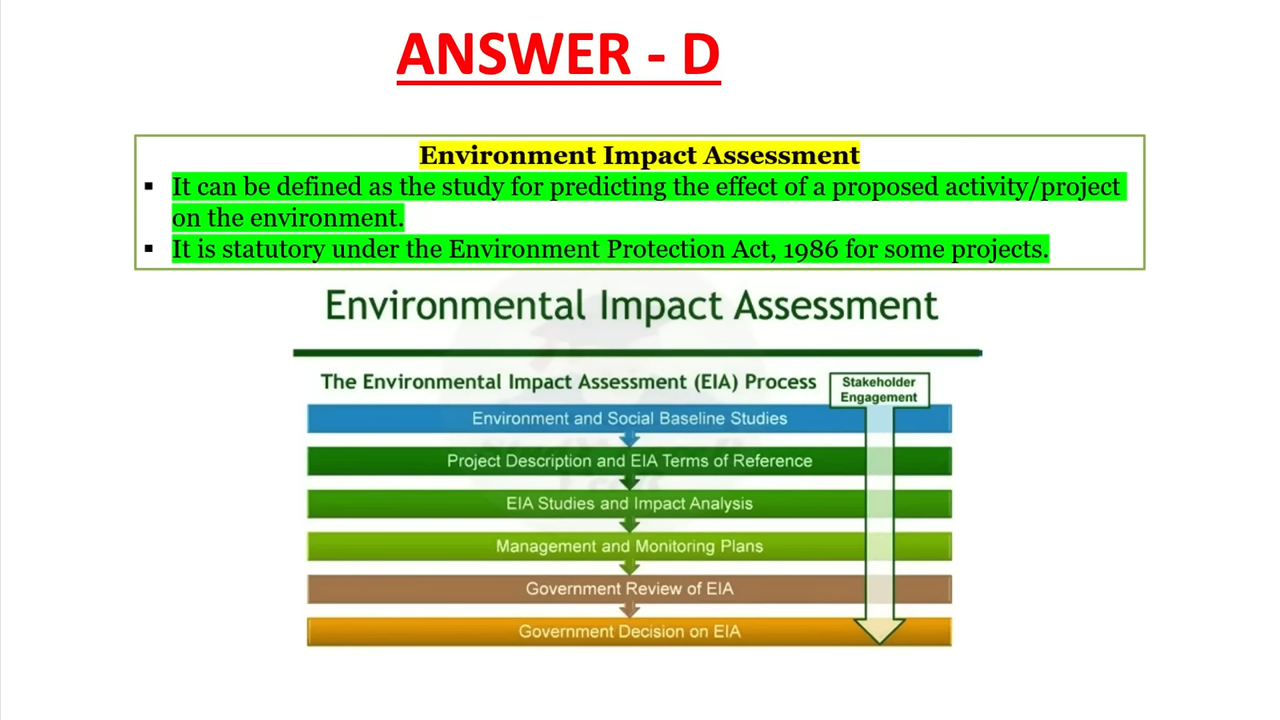 ANSWER - D
Environment Impact Assessment
▪ It can be defined as the study for predicting the effect of a proposed activity/project
on the environment.
▪ It is statutory under the Environment Protection Act, 1986 for some projects.
Environmental Impact Assessment
The Environmental Impact Assessment (EIA) Process
Stakeholder
Engagement
Environment and Social Baseline Studies
Project Description and EIA Terms of Reference
EIA Studies and Impact Analysis
Management and Monitoring Plans
Government Review of EIA
Government Decision on EIA